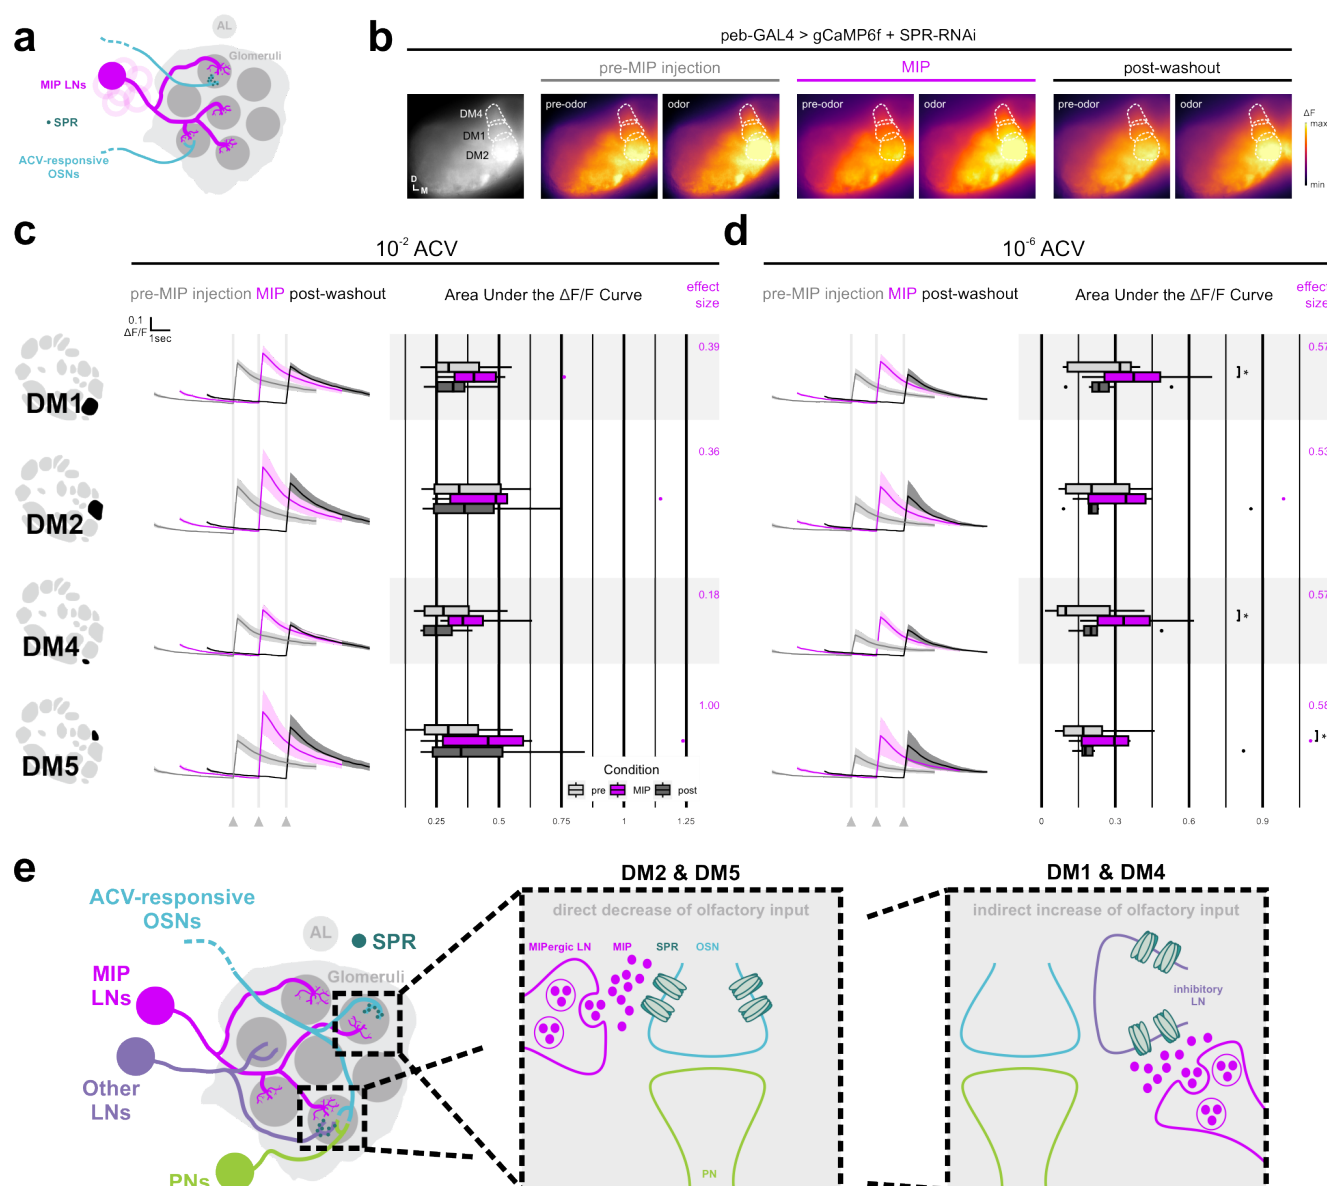 a
AL
Glomeruli
MIP LNs
SPR
ACV-responsive
OSNs
b
peb-GAL4 > gCaMP6f + SPR-RNAi
pre-MIP injection
MIP
post-washout
DM4
DM1
DM2
D
M
pre-odor
odor
pre-odor
odor
pre-odor
odor
ΔF
max
min
c
10-2 ACV
pre-MIP injection MIP post-washout
Area Under the ΔF/F Curve
effect
size
0.1
ΔF/F
1sec
DM1
0.39
DM2
0.36
DM4
0.18
DM5
1.00
Condition
pre MIP post
0.25 0.5 0.75 1 1.25
d
10-6 ACV
pre-MIP injection MIP post-washout
Area Under the ΔF/F Curve
effect
size
0.57
*
0.53
0.57
*
0.58
*
0 0.3 0.6 0.9
e
ACV-responsive
OSNs
AL
SPR
Glomeruli
MIP
LNs
Other
LNs
PNs
DM2 & DM5
direct decrease of olfactory input
MIPergic LN MIP SPR OSN
PN
DM1 & DM4
indirect increase of olfactory input
inhibitory
LN